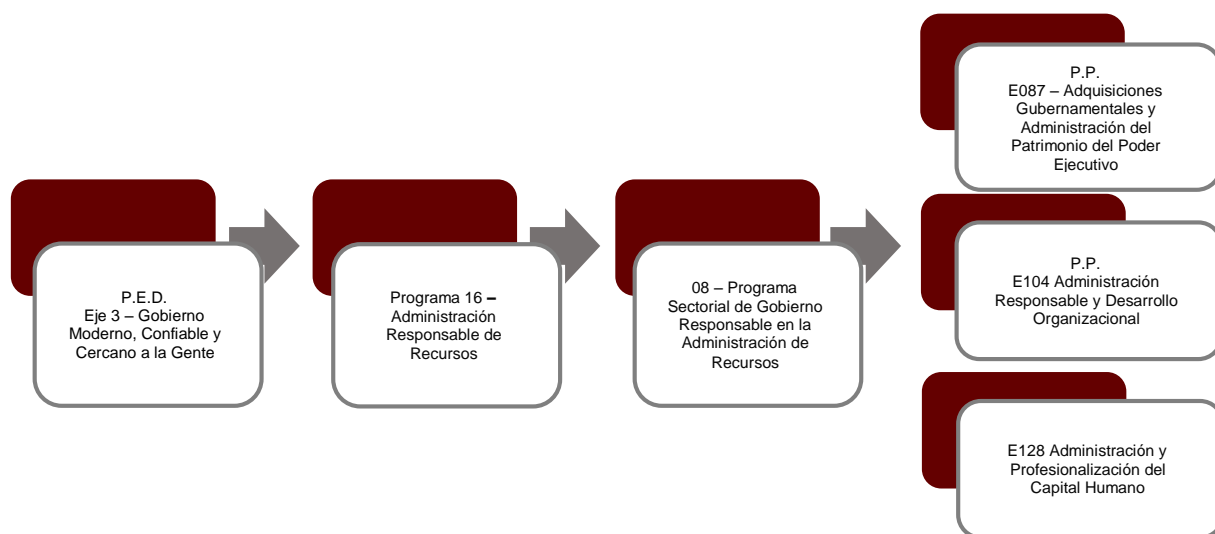 P.E.D.
Eje 3 – Gobierno
Moderno, Confiable y
Cercano a la Gente
Programa 16 –
Administración
Responsable de
Recursos
08 – Programa
Sectorial de Gobierno
Responsable en la
Administración de
Recursos
P.P.
E087 – Adquisiciones
Gubernamentales y
Administración del
Patrimonio del Poder
Ejecutivo
P.P.
E104 Administración
Responsable y Desarrollo
Organizacional
E128 Administración y
Profesionalización del
Capital Humano